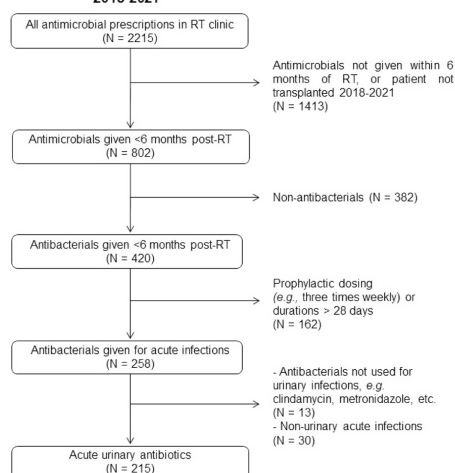 2018-2021
All antimicrobial prescriptions in RT clinic
(N = 2215)
Antimicrobials not given within 6
months of RT, or patient not
transplanted 2018-2021
(N = 1413)
Antimicrobials given <6 months post-RT
(N = 802)
Non-antibacterials (N = 382)
Antibacterials given <6 months post-RT
(N = 420)
Prophylactic dosing
(e.g., three times weekly) or
durations > 28 days
(N = 162)
Antibacterials given for acute infections
(N = 258)
- Antibacterials not used for
urinary infections, e.g.
clindamycin, metronidazole, etc.
(N = 13)
- Non-urinary acute infections
(N = 30)
Acute urinary antibiotics
(N = 215)